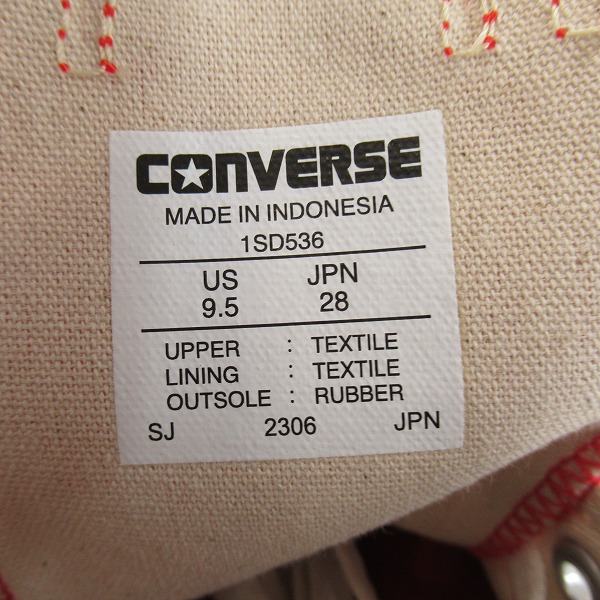 CONVERSE
MADE IN INDONESIA
1SD536
US JPN
9.5 28
UPPER : TEXTILE
LINING : TEXTILE
OUTSOLE : RUBBER
SJ 2306 JPN